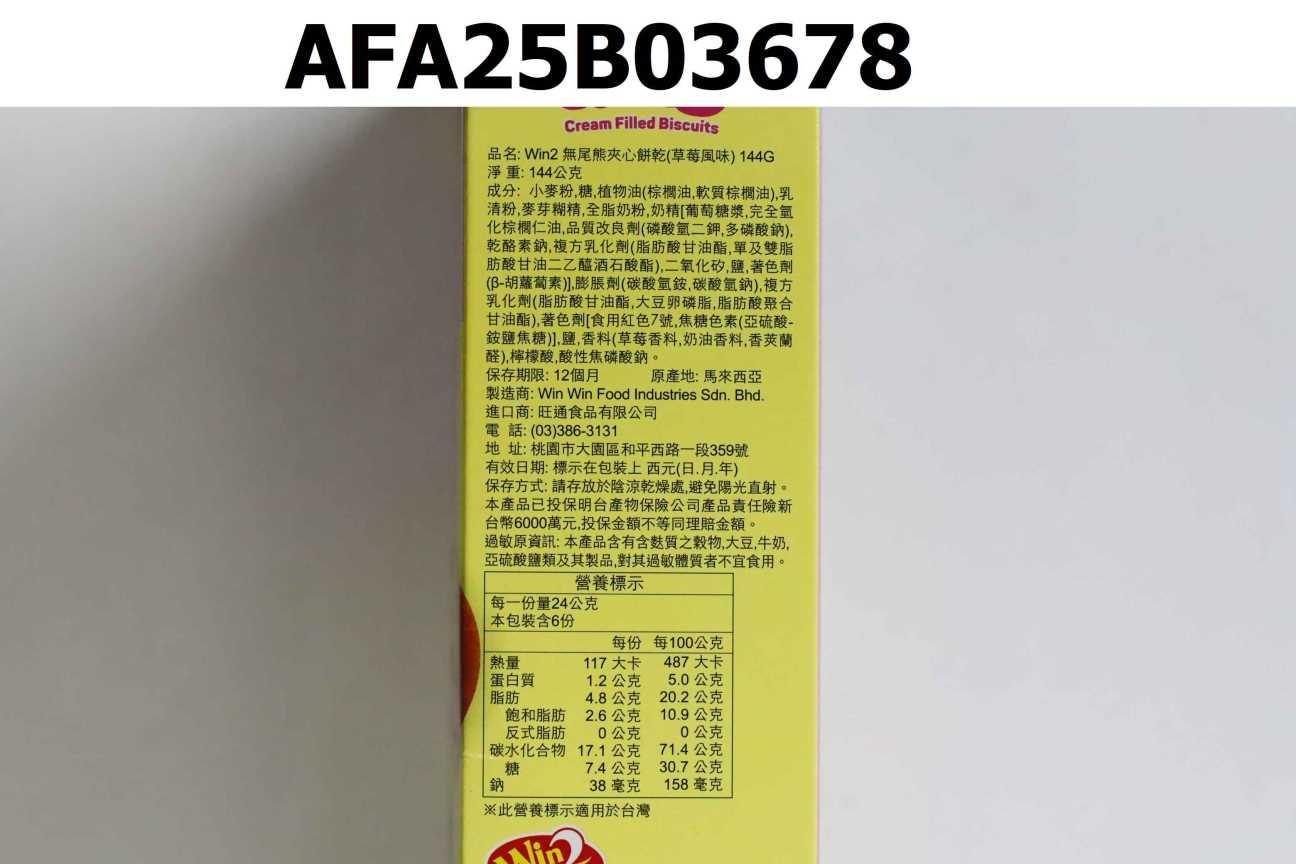 AFA25B03678
Cream Filled Biscuits
品名: Win2 無尾熊夾心餅乾(草莓風味) 144G
淨 重: 144公克
成分: 小麥粉,糖,植物油(棕櫚油,軟質棕櫚油),乳
清粉,麥芽糊精,全脂奶粉,奶精[葡萄糖漿,完全氫
化棕櫚仁油,品質改良劑(磷酸氫二鉀,多磷酸鈉),
乾酪素鈉,複方乳化劑(脂肪酸甘油酯,單及雙脂
肪酸甘油二乙醯酒石酸酯),二氧化矽,鹽,著色劑
(β-胡蘿蔔素)],膨脹劑(碳酸氫銨,碳酸氫鈉),複方
乳化劑(脂肪酸甘油酯,大豆卵磷脂,脂肪酸聚合
甘油酯),著色劑[食用紅色7號,焦糖色素(亞硫酸-
銨鹽焦糖)],鹽,香料(草莓香料,奶油香料,香莢蘭
醛),檸檬酸,酸性焦磷酸鈉。
保存期限: 12個月 原產地: 馬來西亞
製造商: Win Win Food Industries Sdn. Bhd.
進口商: 旺通食品有限公司
電 話: (03)386-3131
地 址: 桃園市大園區和平西路一段359號
有效日期: 標示在包裝上 西元(日.月.年)
保存方式: 請存放於陰涼乾燥處,避免陽光直射。
本產品已投保明台產物保險公司產品責任險新
台幣6000萬元,投保金額不等同理賠金額。
過敏原資訊: 本產品含有含麩質之穀物,大豆,牛奶,
亞硫酸鹽類及其製品,對其過敏體質者不宜食用。
營養標示
每一份量24公克
本包裝含6份
每份 每100公克
熱量 117 大卡 487 大卡
蛋白質 1.2 公克 5.0 公克
脂肪 4.8 公克 20.2 公克
飽和脂肪 2.6 公克 10.9 公克
反式脂肪 0 公克 0 公克
碳水化合物 17.1 公克 71.4 公克
糖 7.4 公克 30.7 公克
鈉 38 毫克 158 毫克
※此營養標示適用於台灣
Win2